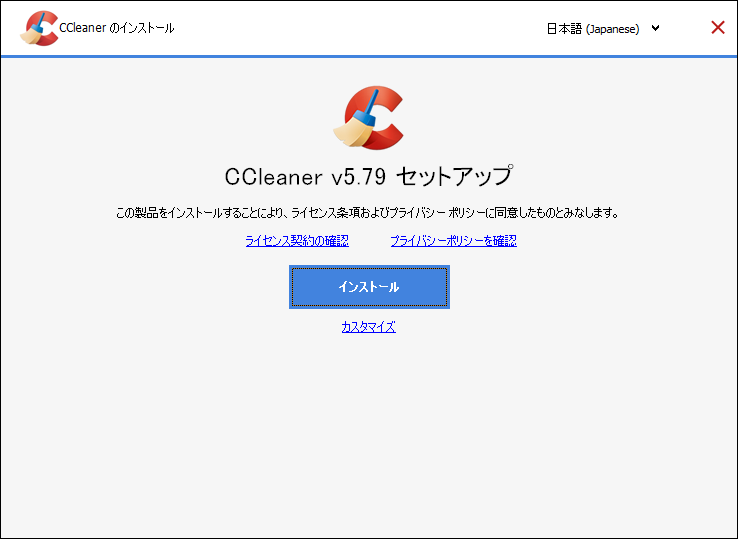 CCleaner のインストール
日本語 (Japanese)
CCleaner v5.79 セットアップ
この製品をインストールすることにより、ライセンス条項およびプライバシー ポリシーに同意したものとみなします。
ライセンス契約の確認 プライバシーポリシーを確認
インストール
カスタマイズ